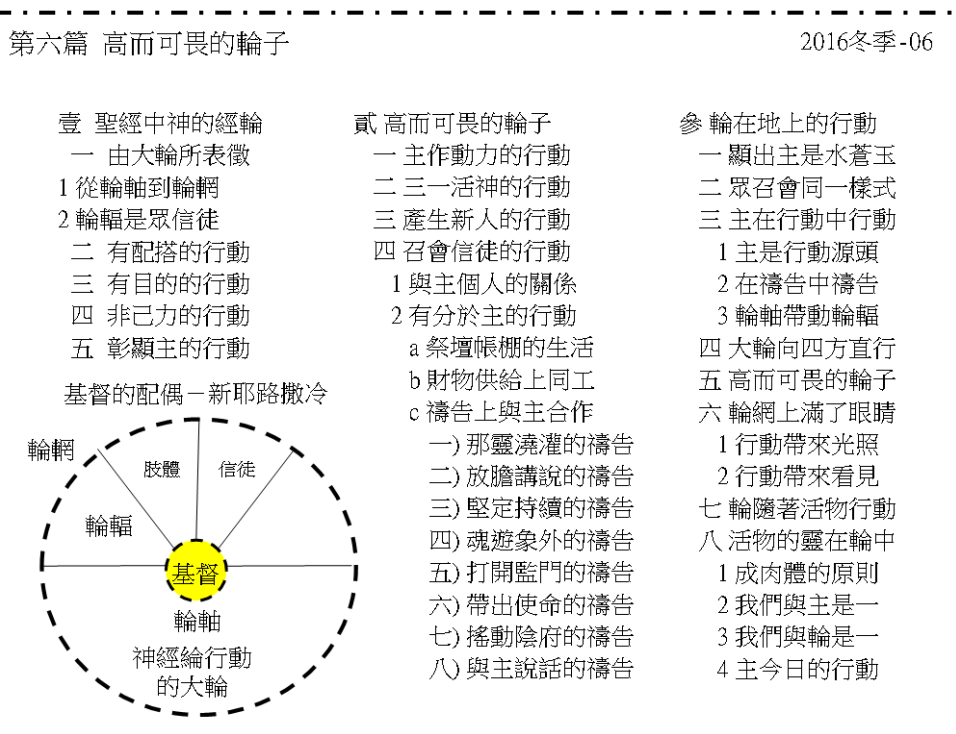 第六篇 高而可畏的輪子
2016冬季-06
壹 聖經中神的經輪
一 由大輪所表徵
1 從輪軸到輪輞
2 輪輻是眾信徒
二 有配搭的行動
三 有目的的行動
四 非己力的行動
五 彰顯主的行動
基督的配偶－新耶路撒冷
輪輞
肢體
信徒
輪輻
基督
輪軸
神經綸行動
的大輪
貳 高而可畏的輪子
一 主作動力的行動
二 三一活神的行動
三 產生新人的行動
四 召會信徒的行動
1 與主個人的關係
2 有分於主的行動
a 祭壇帳棚的生活
b 財物供給上同工
c 禱告上與主合作
一) 那靈澆灌的禱告
二) 放膽講說的禱告
三) 堅定持續的禱告
四) 魂遊象外的禱告
五) 打開監門的禱告
六) 帶出使命的禱告
七) 搖動陰府的禱告
八) 與主說話的禱告
參 輪在地上的行動
一 顯出主是水蒼玉
二 眾召會同一樣式
三 主在行動中行動
1 主是行動源頭
2 在禱告中禱告
3 輪軸帶動輪輻
四 大輪向四方直行
五 高而可畏的輪子
六 輪網上滿了眼睛
1 行動帶來光照
2 行動帶來看見
七 輪隨著活物行動
八 活物的靈在輪中
1 成肉體的原則
2 我們與主是一
3 我們與輪是一
4 主今日的行動